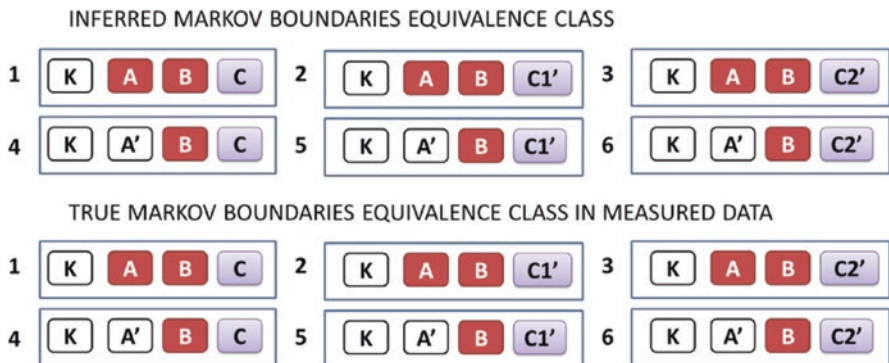 INFERRED MARKOV BOUNDARIES EQUIVALENCE CLASS
1 K A B C 2 K A B C1' 3 K A B C2'
4 K A' B C 5 K A' B C1' 6 K A' B C2'
TRUE MARKOV BOUNDARIES EQUIVALENCE CLASS IN MEASURED DATA
1 K A B C 2 K A B C1' 3 K A B C2'
4 K A' B C 5 K A' B C1' 6 K A' B C2'